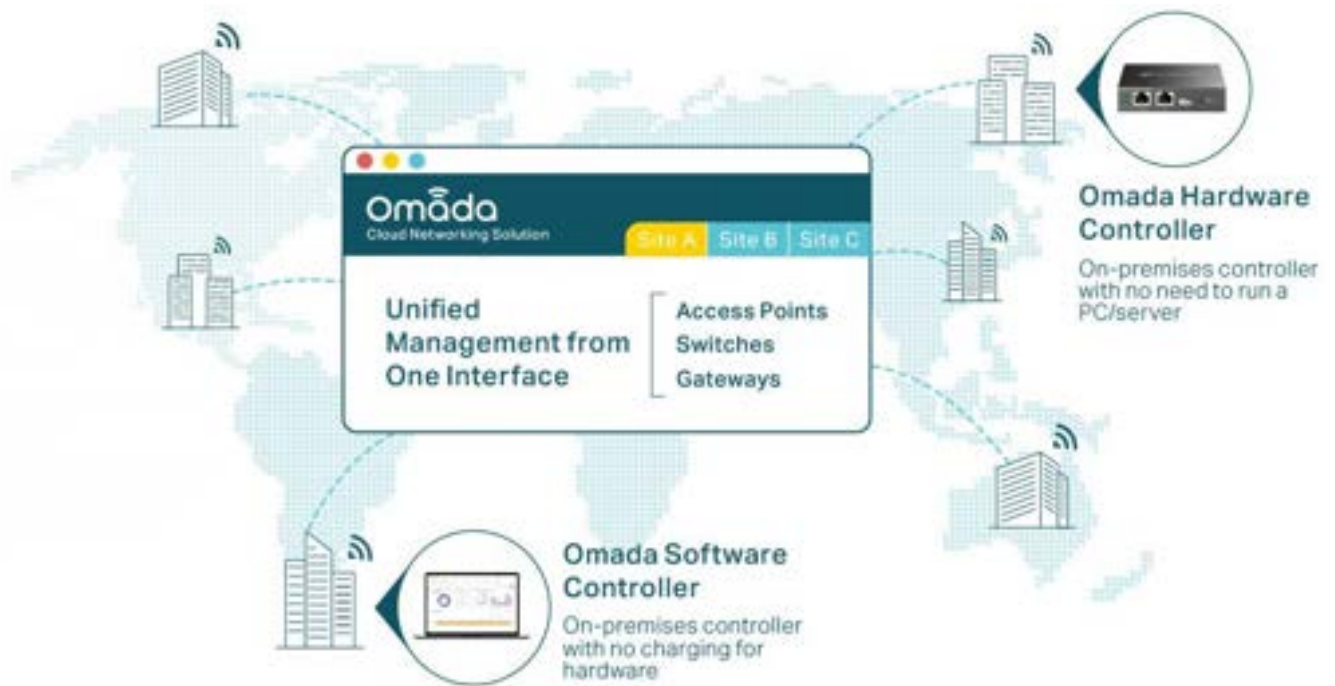 Omada
Cloud Networking Solution
Site A
Site B
Site C
Unified
Management from
One Interface
Access Points
Switches
Gateways
Omada Hardware
Controller
On-premises controller
with no need to run a
PC/server
Omada Software
Controller
On-premises controller
with no charging for
hardware